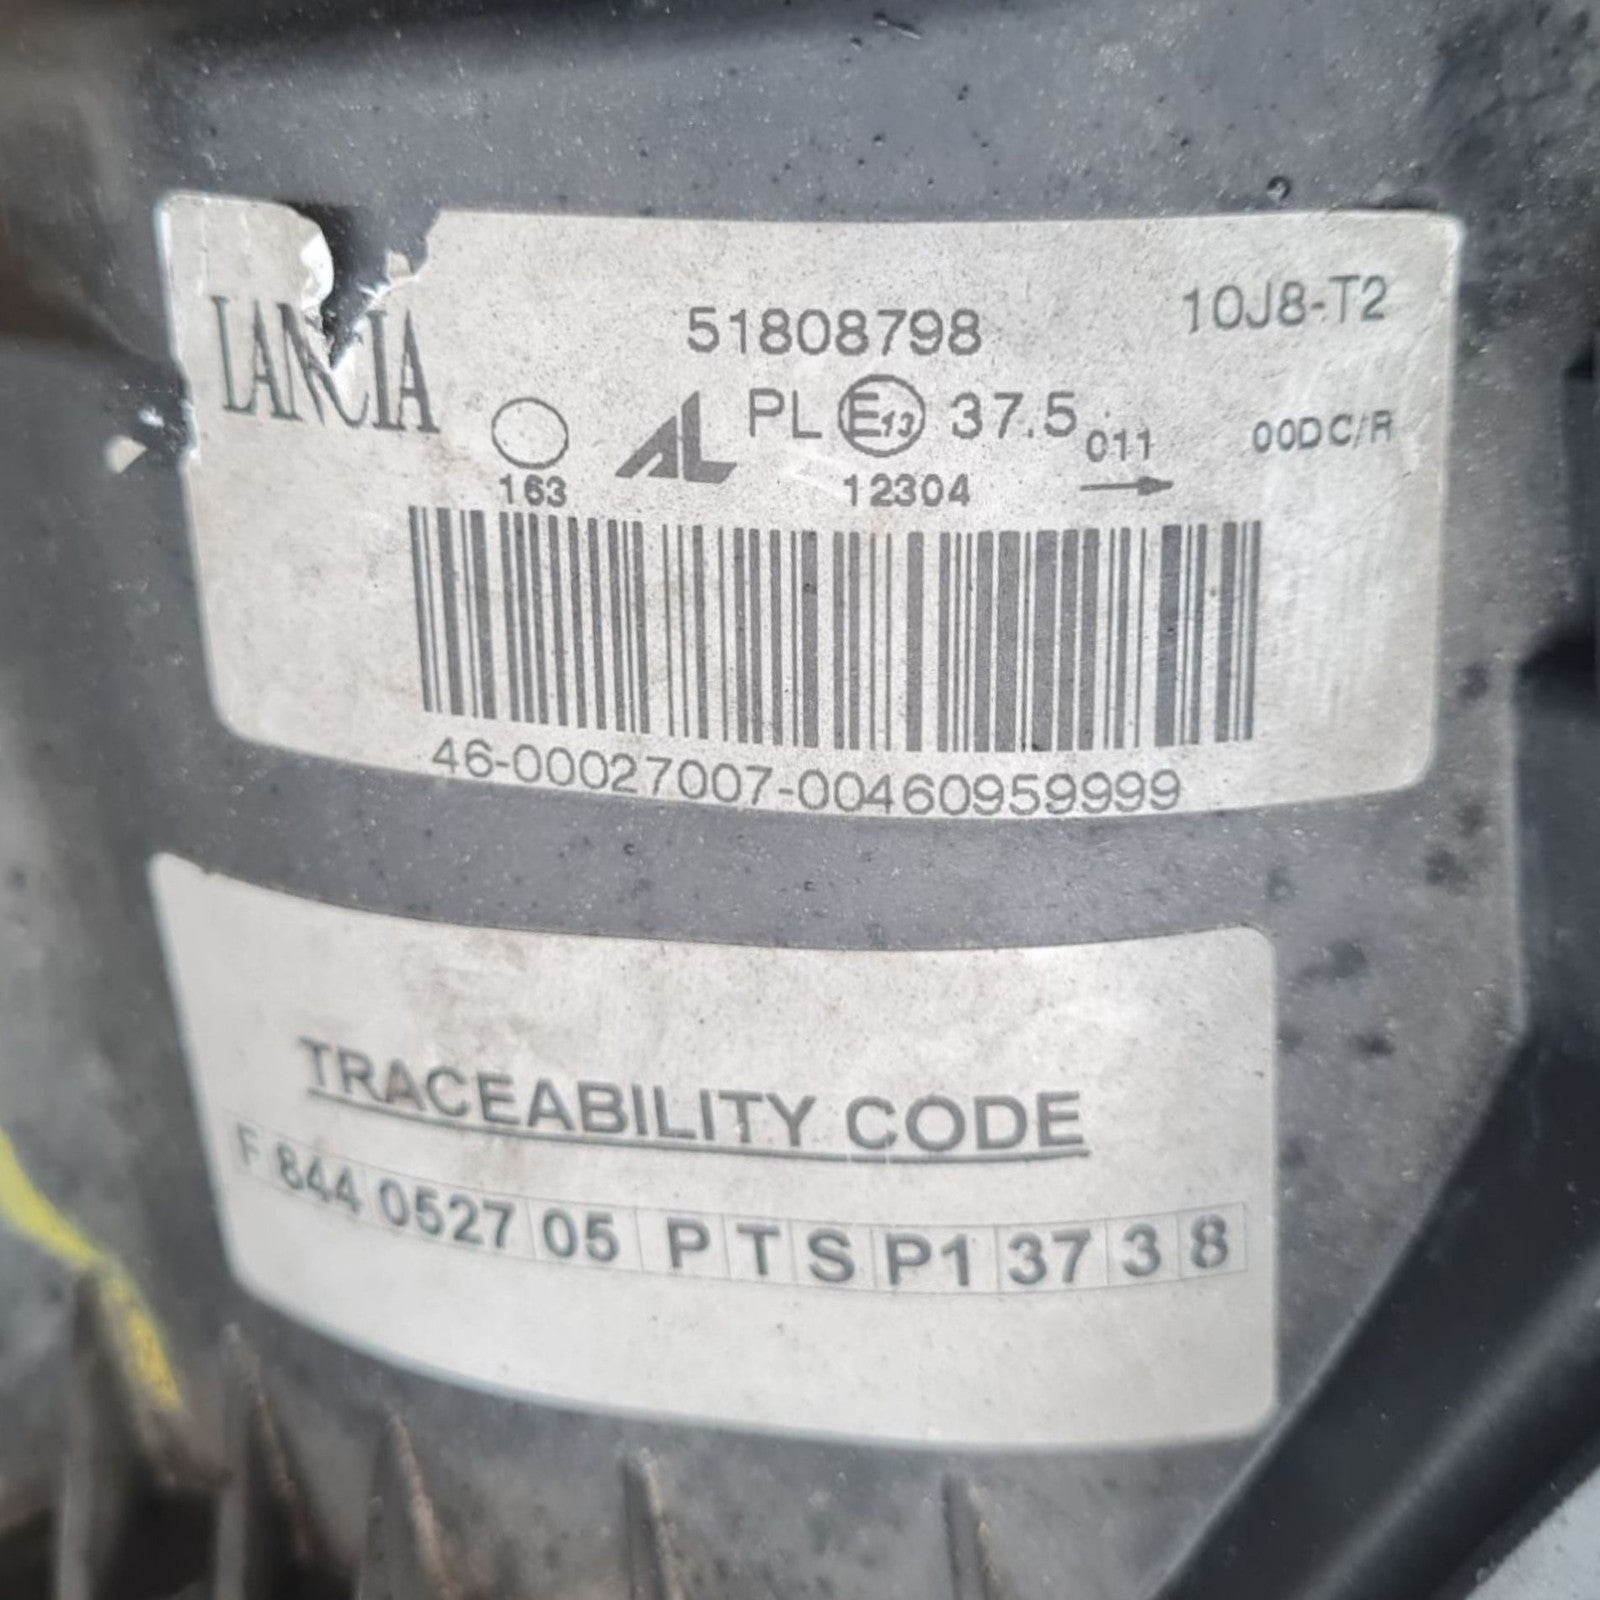 LANCIA
51808798
10J8-T2
AL PL E13 37.5 011 00DC/R
163 12304
46-00027007-00460959999
TRACEABILITY CODE
F 844 0527 05 P T S P1 37 3 8